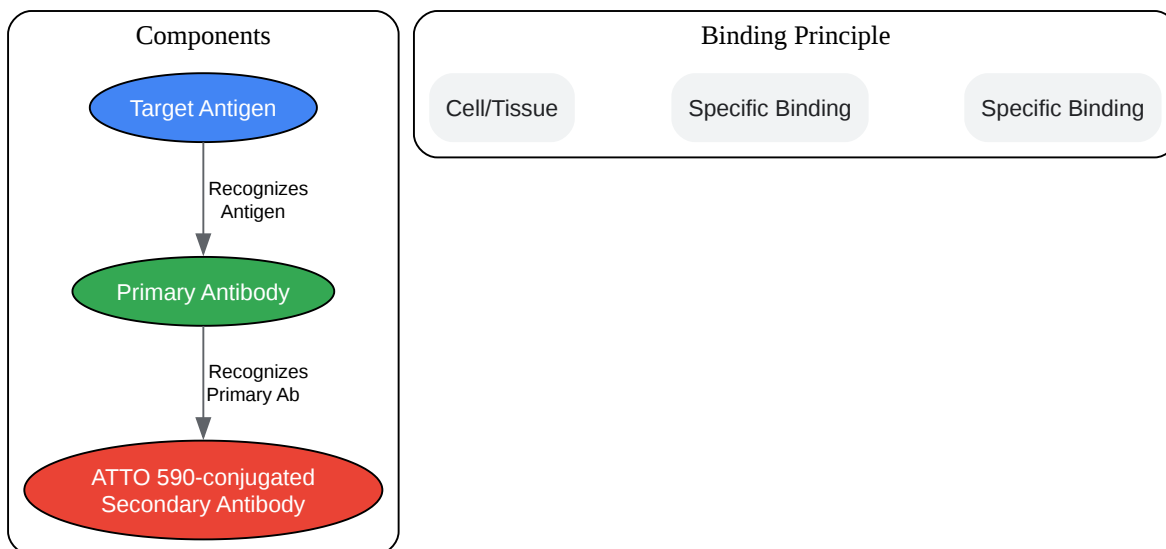 Components
Target Antigen
Recognizes
Antigen
Primary Antibody
Recognizes
Primary Ab
ATTO 590-conjugated
Secondary Antibody
Binding Principle
Cell/Tissue
Specific Binding
Specific Binding